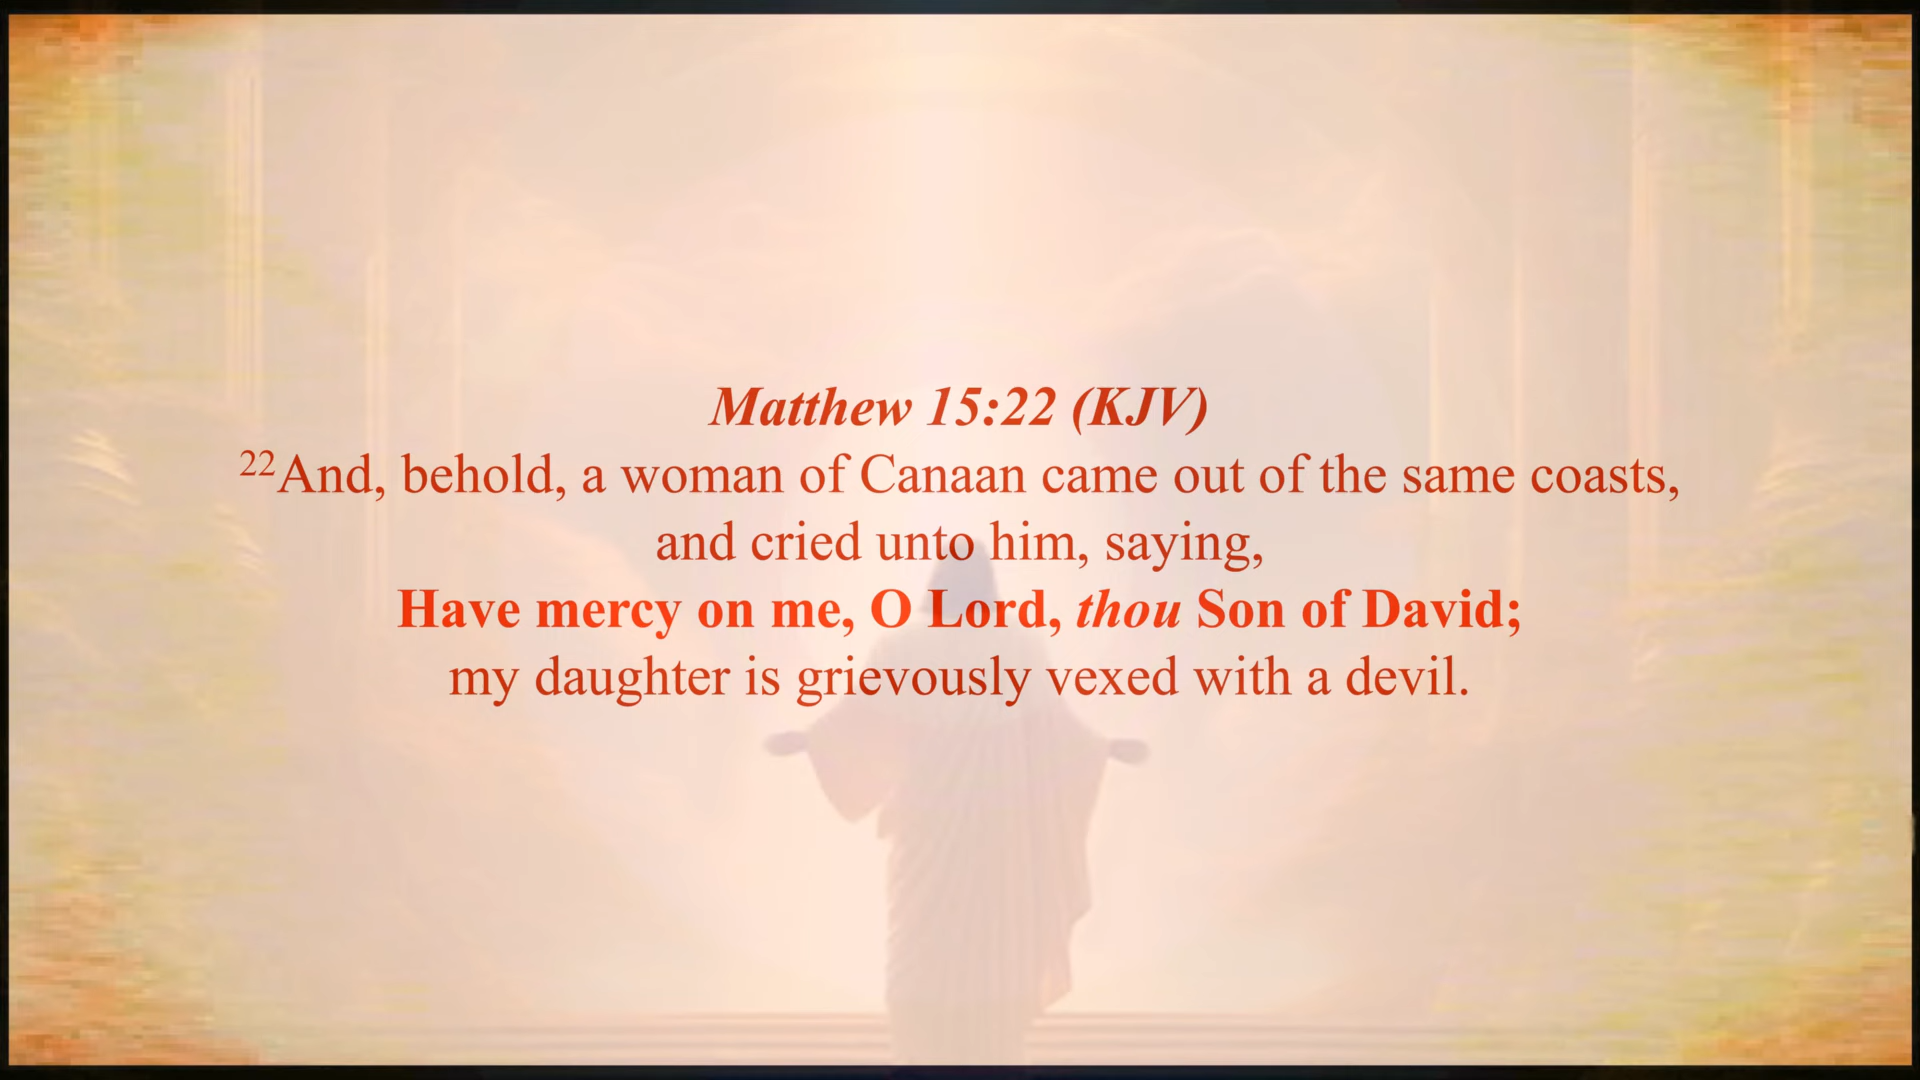 Matthew 15:22 (KJV)
22And, behold, a woman of Canaan came out of the same coasts,
and cried unto him, saying,
Have mercy on me, O Lord, thou Son of David;
my daughter is grievously vexed with a devil.